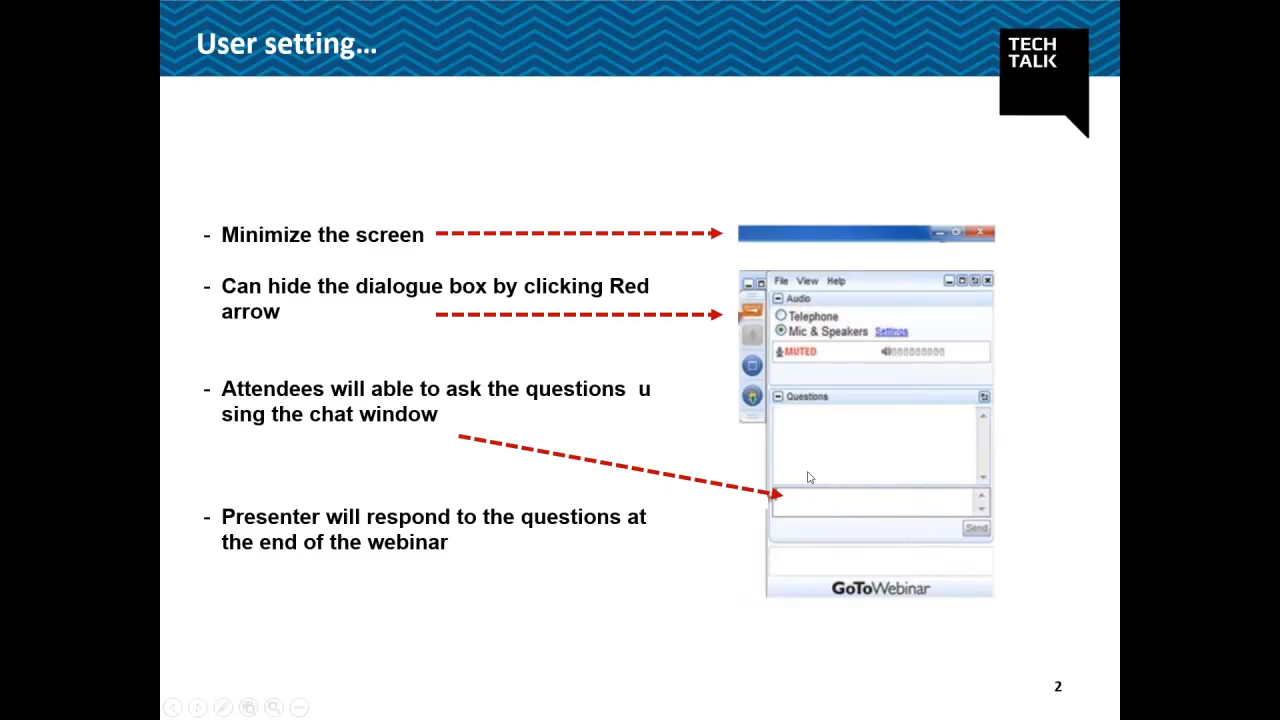 User setting...
TECH
TALK
- Minimize the screen
- Can hide the dialogue box by clicking Red
arrow
- Attendees will able to ask the questions u
sing the chat window
- Presenter will respond to the questions at
the end of the webinar
File View Help
Audio
Telephone
Mic & Speakers Settings
MUTED
Questions
Send
GoToWebinar
2